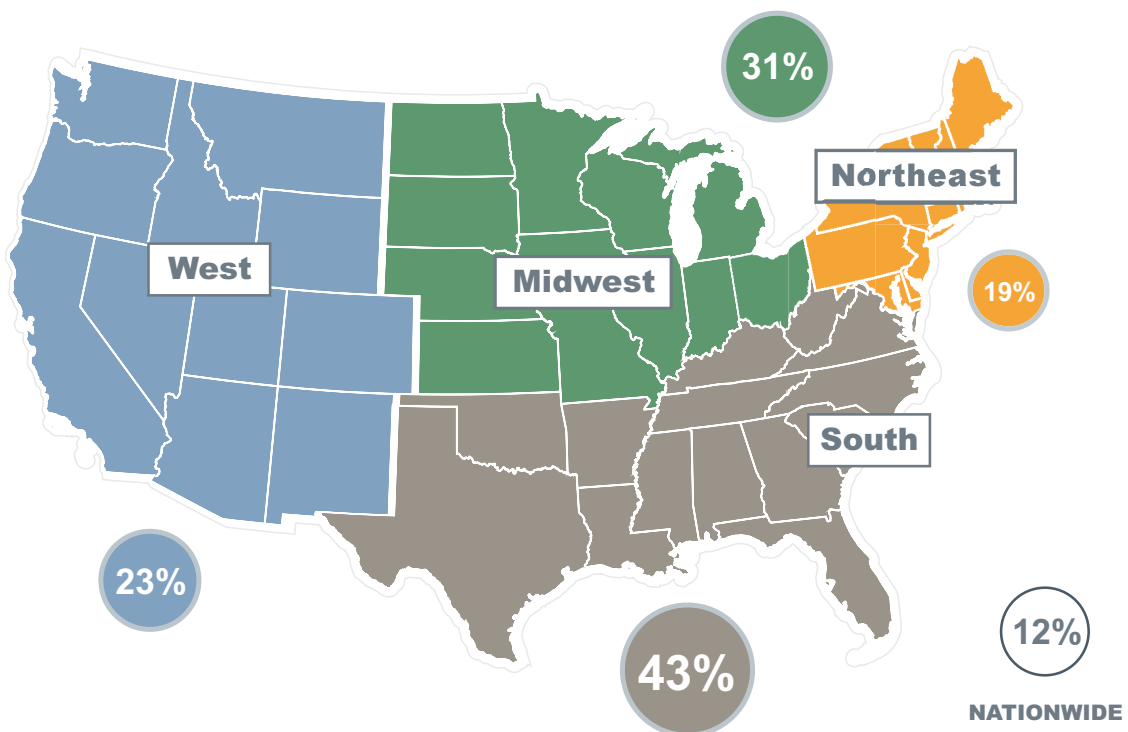 31%
Northeast
West
Midwest
19%
South
23%
12%
43%
NATIONWIDE